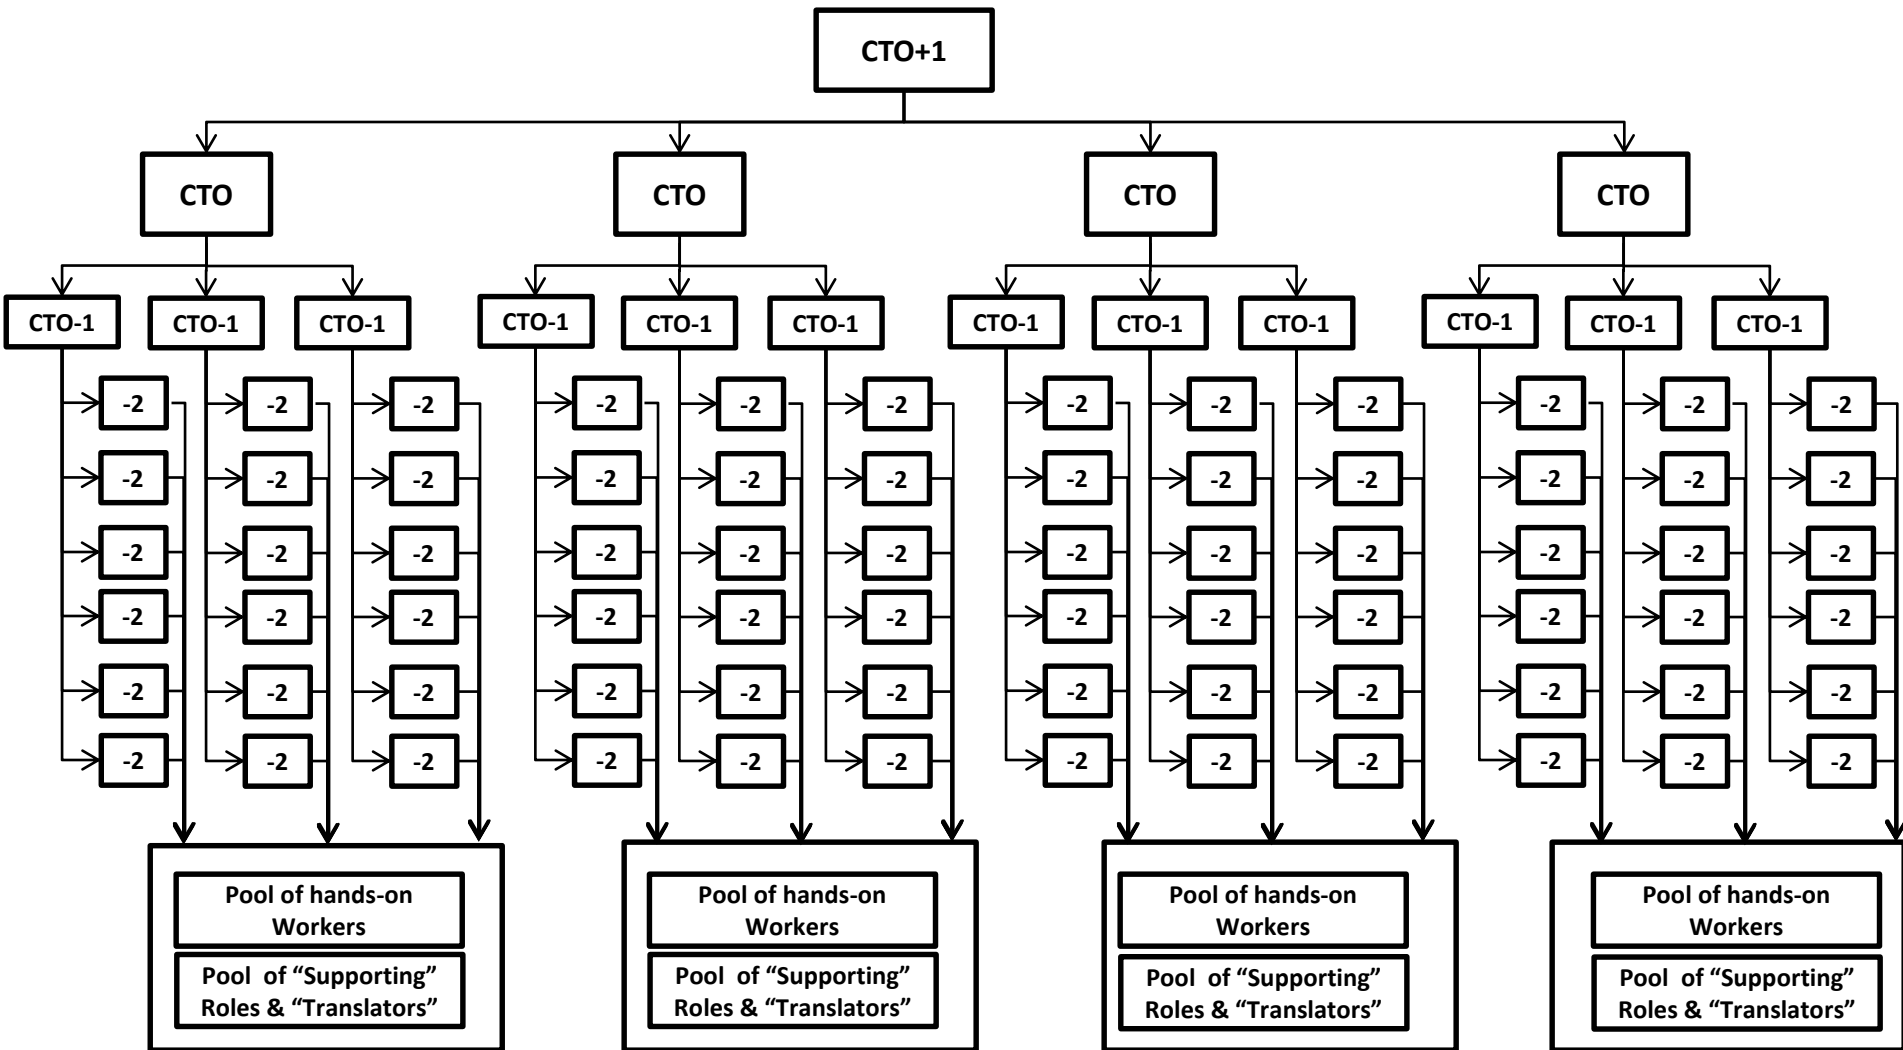 CTO+1
CTO CTO CTO CTO
CTO-1 CTO-1 CTO-1 CTO-1 CTO-1 CTO-1 CTO-1 CTO-1 CTO-1 CTO-1 CTO-1 CTO-1
-2 -2 -2 -2 -2 -2 -2 -2 -2 -2 -2 -2
-2 -2 -2 -2 -2 -2 -2 -2 -2 -2 -2 -2
-2 -2 -2 -2 -2 -2 -2 -2 -2 -2 -2 -2
-2 -2 -2 -2 -2 -2 -2 -2 -2 -2 -2 -2
-2 -2 -2 -2 -2 -2 -2 -2 -2 -2 -2 -2
-2 -2 -2 -2 -2 -2 -2 -2 -2 -2 -2 -2
Pool of hands-on
Workers
Pool of “Supporting”
Roles & “Translators”
Pool of hands-on
Workers
Pool of “Supporting”
Roles & “Translators”
Pool of hands-on
Workers
Pool of “Supporting”
Roles & “Translators”
Pool of hands-on
Workers
Pool of “Supporting”
Roles & “Translators”